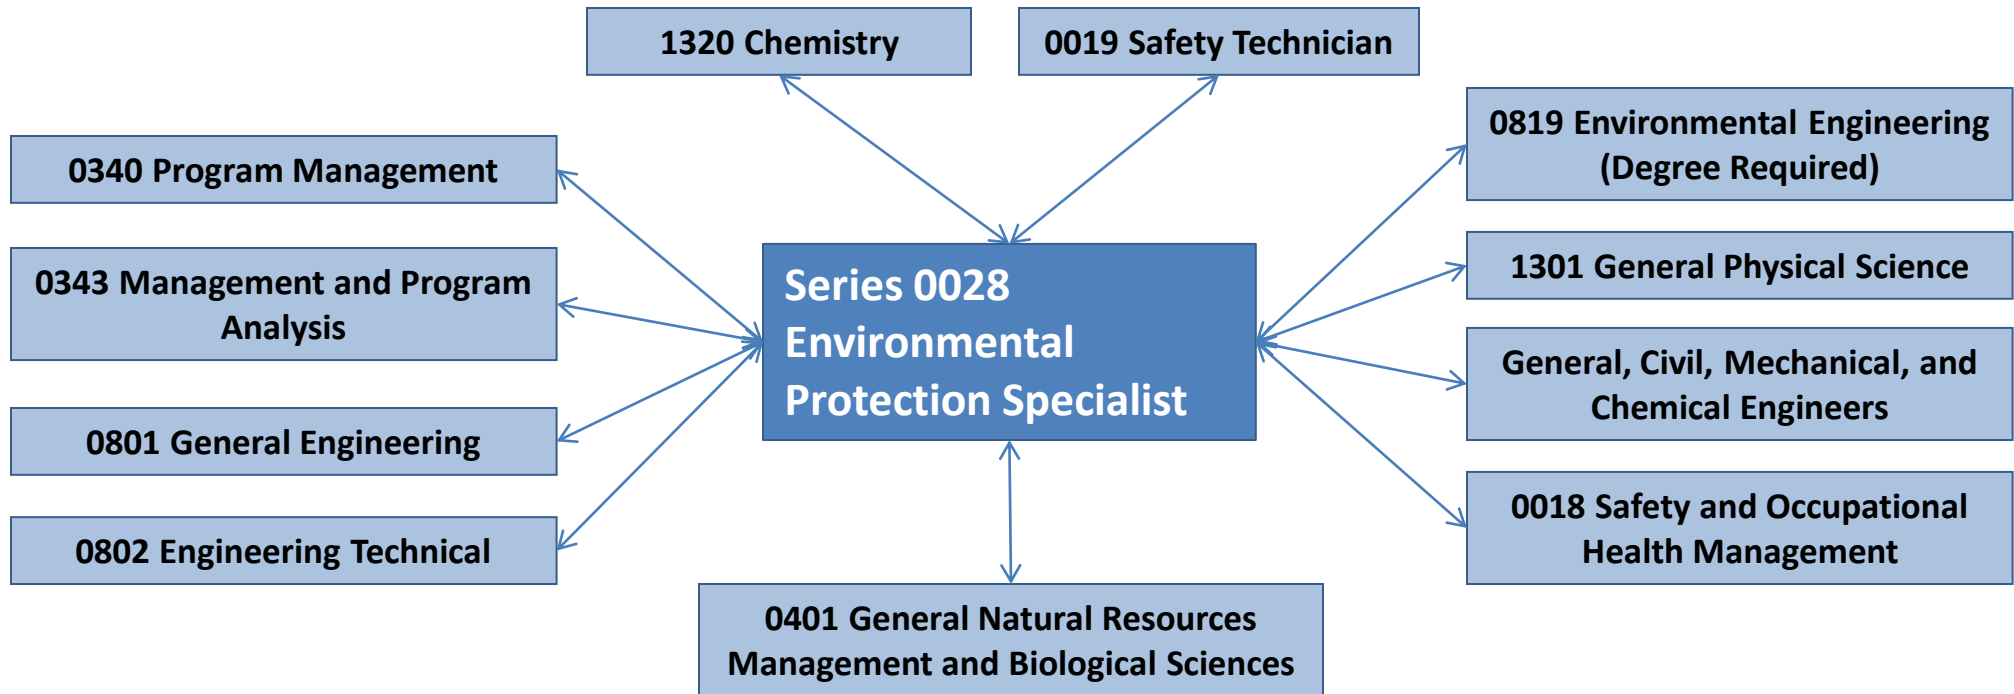 1320 Chemistry
0019 Safety Technician
0340 Program Management
0343 Management and Program
Analysis
0801 General Engineering
0802 Engineering Technical
Series 0028
Environmental
Protection Specialist
0819 Environmental Engineering
(Degree Required)
1301 General Physical Science
General, Civil, Mechanical, and
Chemical Engineers
0018 Safety and Occupational
Health Management
0401 General Natural Resources
Management and Biological Sciences